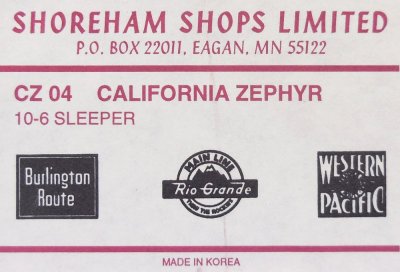 SHOREHAM SHOPS LIMITED
P.O. BOX 22011, EAGAN, MN 55122
CZ 04 CALIFORNIA ZEPHYR
10-6 SLEEPER
Burlington
Route
MAIN LINE
Rio Grande
THRU THE ROCKIES
WESTERN
PACIFIC
MADE IN KOREA